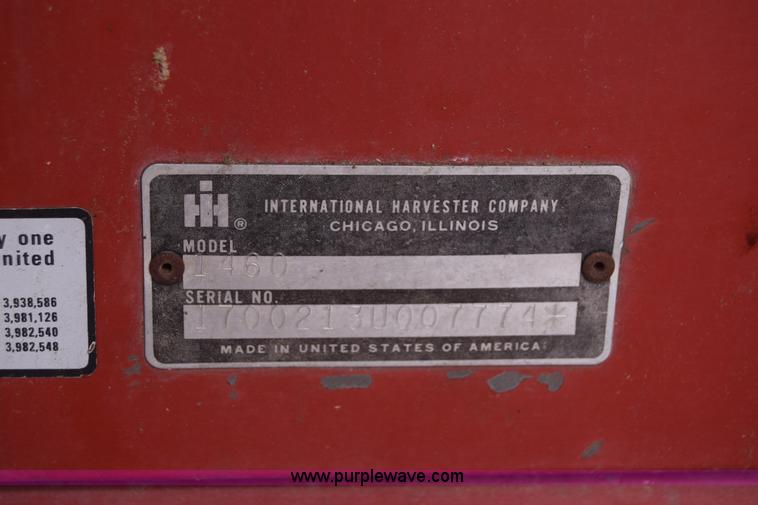 y one
nited
3,938,586
3,981,126
3,982,540
3,982,548
IH ®
INTERNATIONAL HARVESTER COMPANY
CHICAGO, ILLINOIS
MODEL
1460
SERIAL NO.
1700213U007774*
MADE IN UNITED STATES OF AMERICA
www.purplewave.com